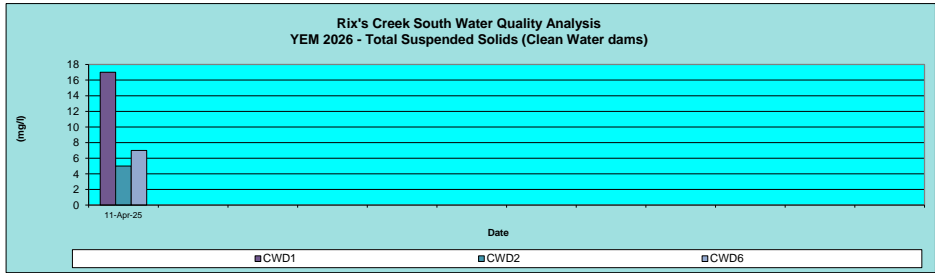 Rix's Creek South Water Quality Analysis
YEM 2026 - Total Suspended Solids (Clean Water dams)
18
16
14
12
10
8
6
4
2
0
(mg/l)
11-Apr-25
Date
CWD1 CWD2 CWD6